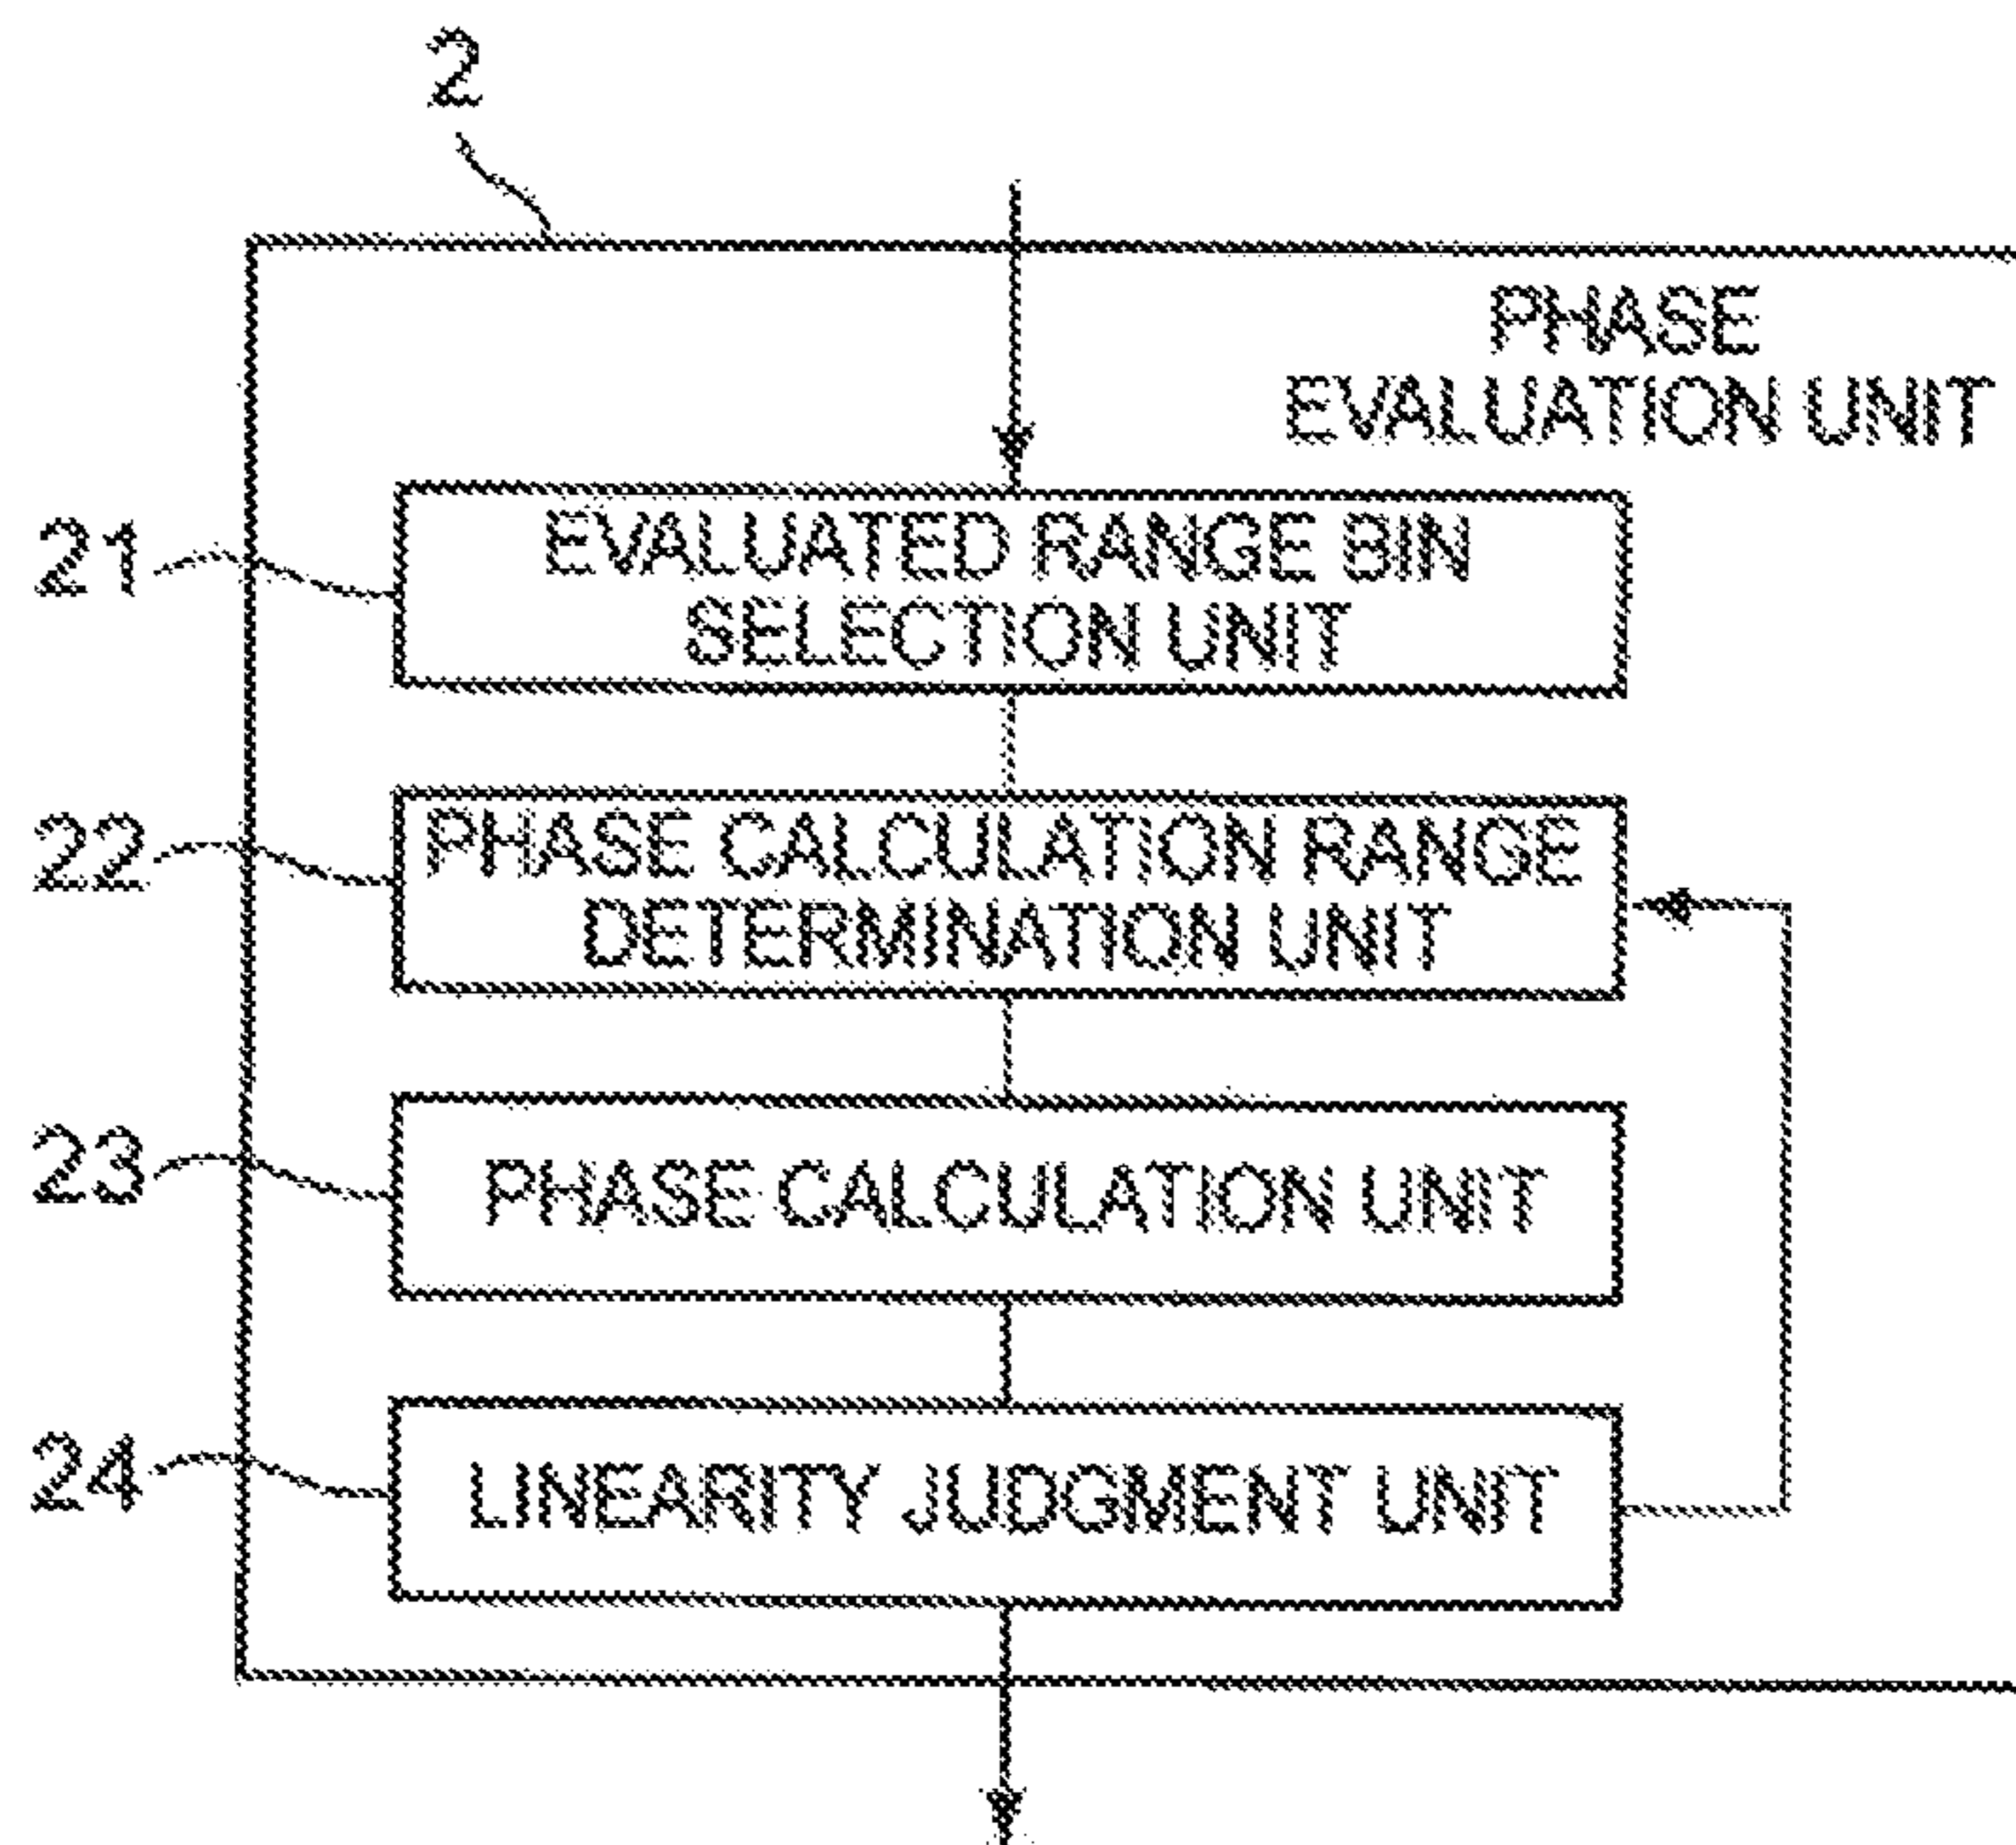 2
PHASE
EVALUATION UNIT
21
EVALUATED RANGE BIN
SELECTION UNIT
22
PHASE CALCULATION RANGE
DETERMINATION UNIT
23
PHASE CALCULATION UNIT
24
LINEARITY JUDGMENT UNIT